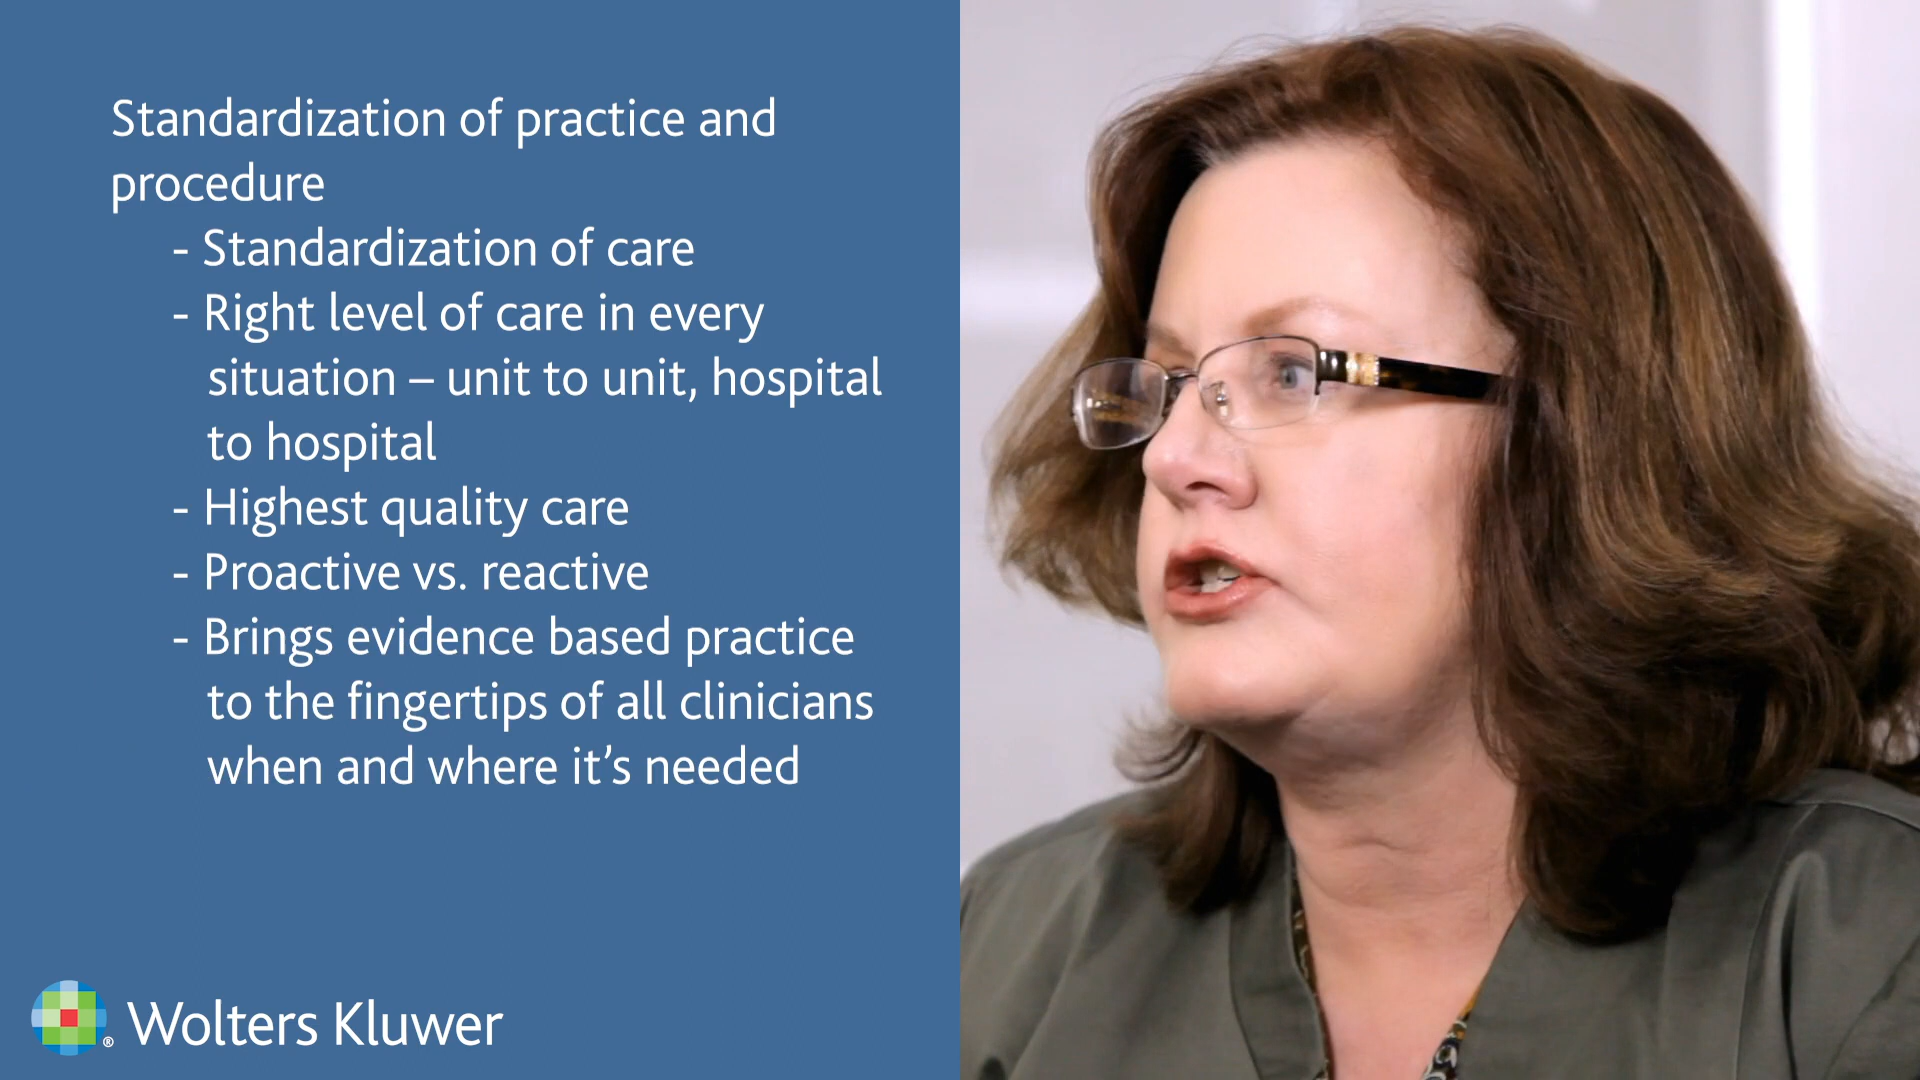 Standardization of practice and
procedure
- Standardization of care
- Right level of care in every
situation – unit to unit, hospital
to hospital
- Highest quality care
- Proactive vs. reactive
- Brings evidence based practice
to the fingertips of all clinicians
when and where it’s needed
® Wolters Kluwer